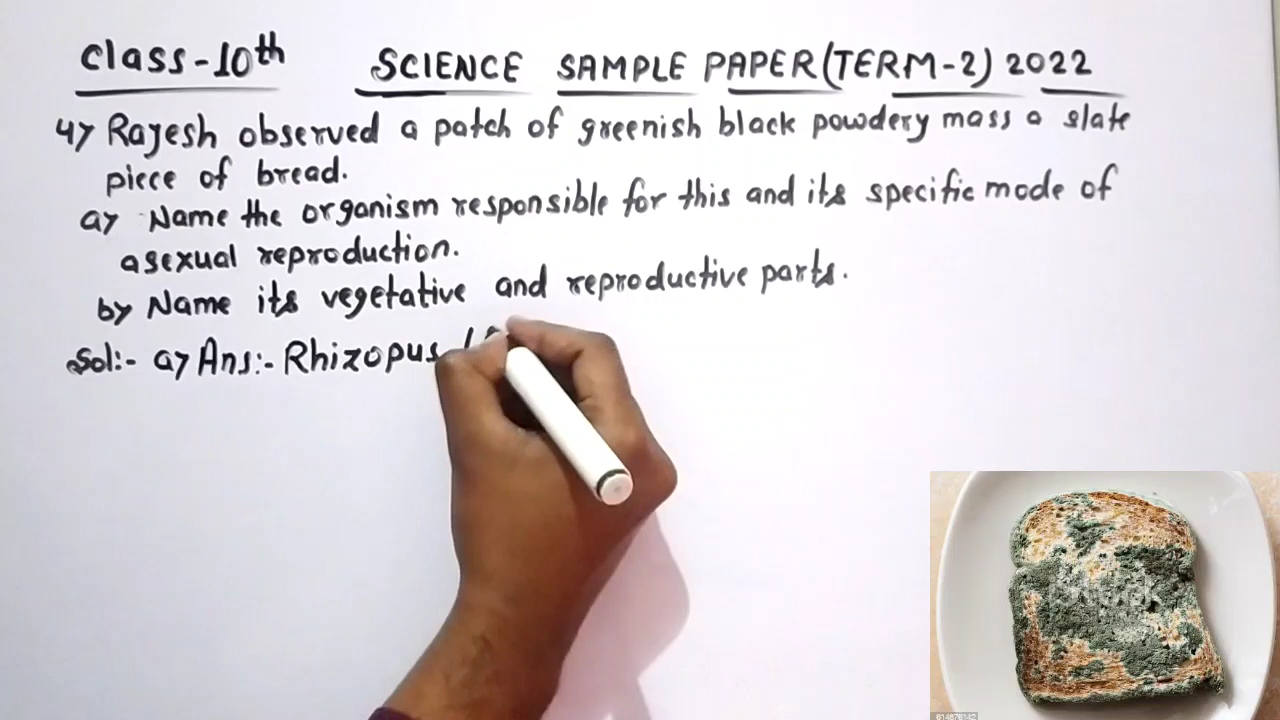 Class-10th SCIENCE SAMPLE PAPER (TERM-2) 2022
4> Rajesh observed a patch of greenish black powdery mass a slate
piece of bread.
a> Name the organism responsible for this and its specific mode of
asexual reproduction.
b> Name its vegetative and reproductive parts.
Sol:- a> Ans:- Rhizopus (
iStock